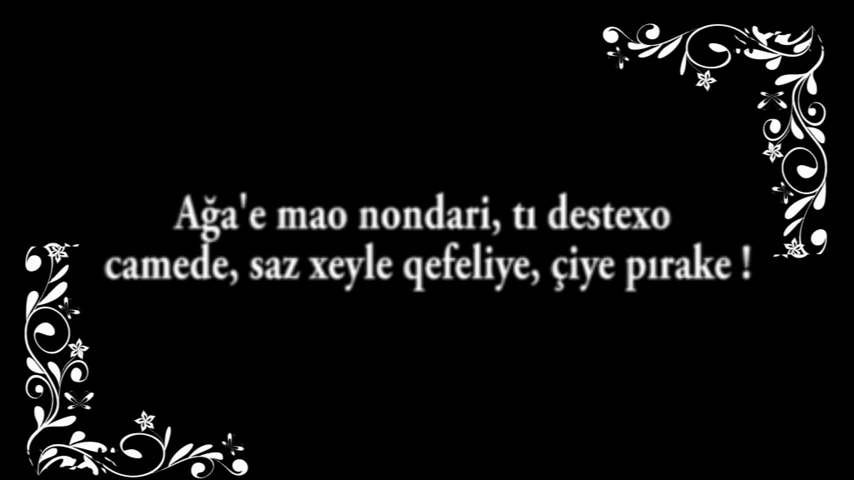 Ağa'e mao nondari, tı destexo
camede, saz xeyle qefeliye, çiye pırake !